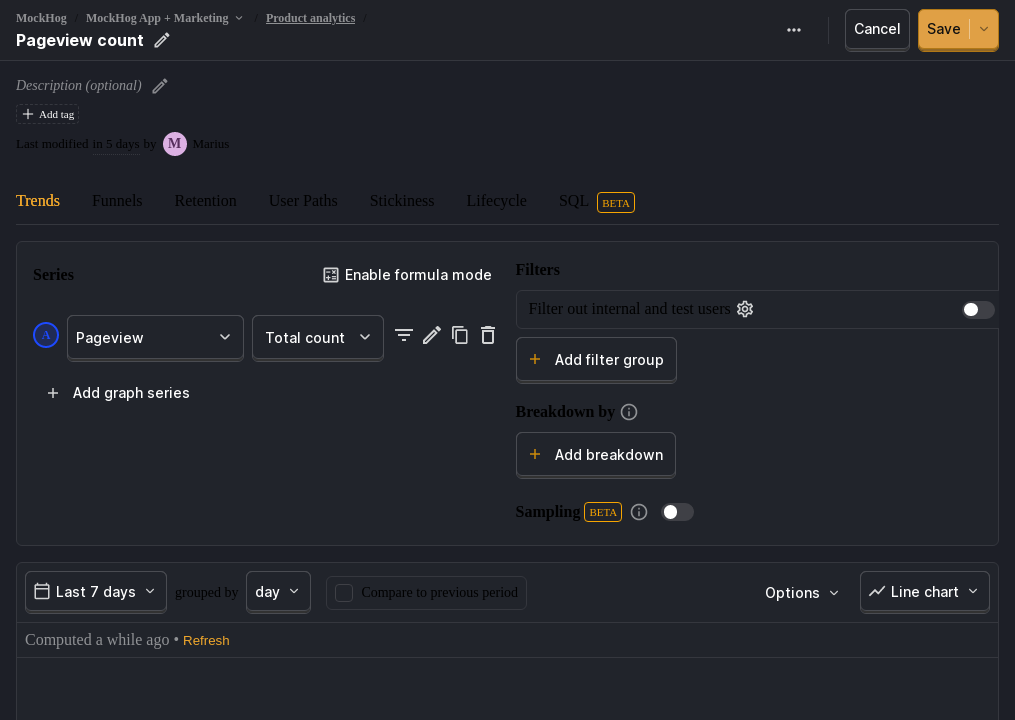 MockHog / MockHog App + Marketing / Product analytics /
Pageview count
Cancel
Save
Description (optional)
Add tag
Last modified in 5 days by M Marius
Trends Funnels Retention User Paths Stickiness Lifecycle SQL BETA
Series
Enable formula mode
A Pageview Total count
Add graph series
Filters
Filter out internal and test users
Add filter group
Breakdown by
Add breakdown
Sampling BETA
Last 7 days grouped by day Compare to previous period Options Line chart
Computed a while ago • Refresh